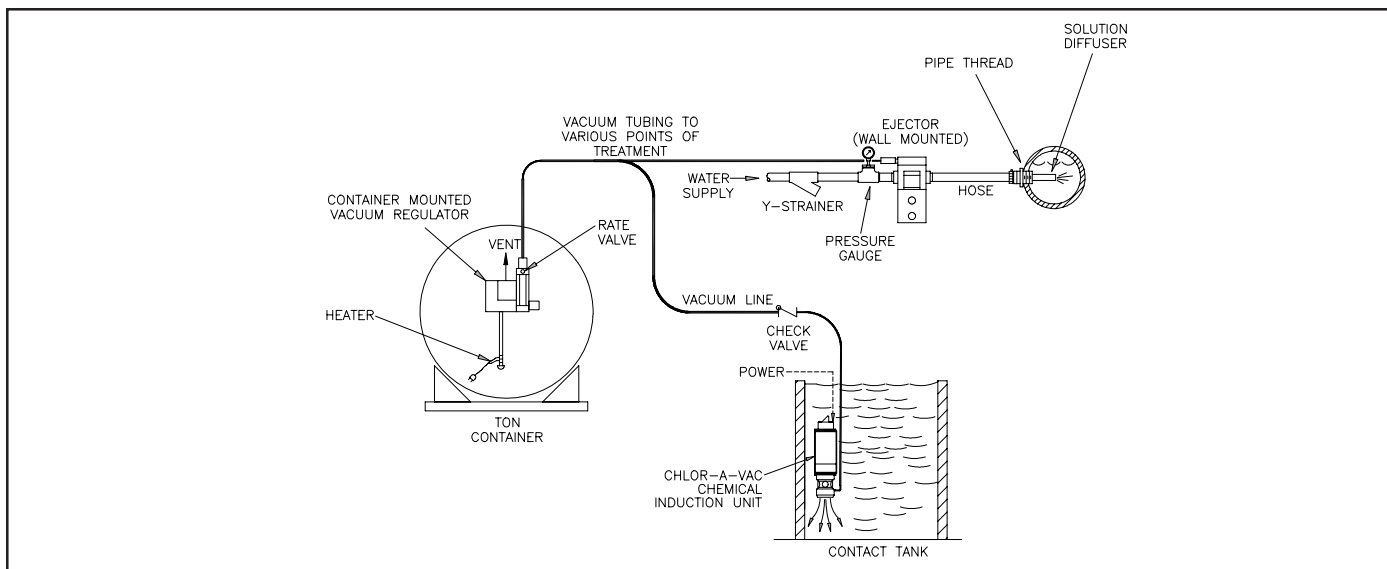 SOLUTION
DIFFUSER
PIPE THREAD
VACUUM TUBING TO
VARIOUS POINTS OF
TREATMENT
EJECTOR
(WALL MOUNTED)
WATER
SUPPLY
HOSE
Y-STRAINER
PRESSURE
GAUGE
CONTAINER MOUNTED
VACUUM REGULATOR
VENT
RATE
VALVE
HEATER
VACUUM LINE
CHECK
VALVE
POWER
TON
CONTAINER
CHLOR-A-VAC
CHEMICAL
INDUCTION UNIT
CONTACT TANK